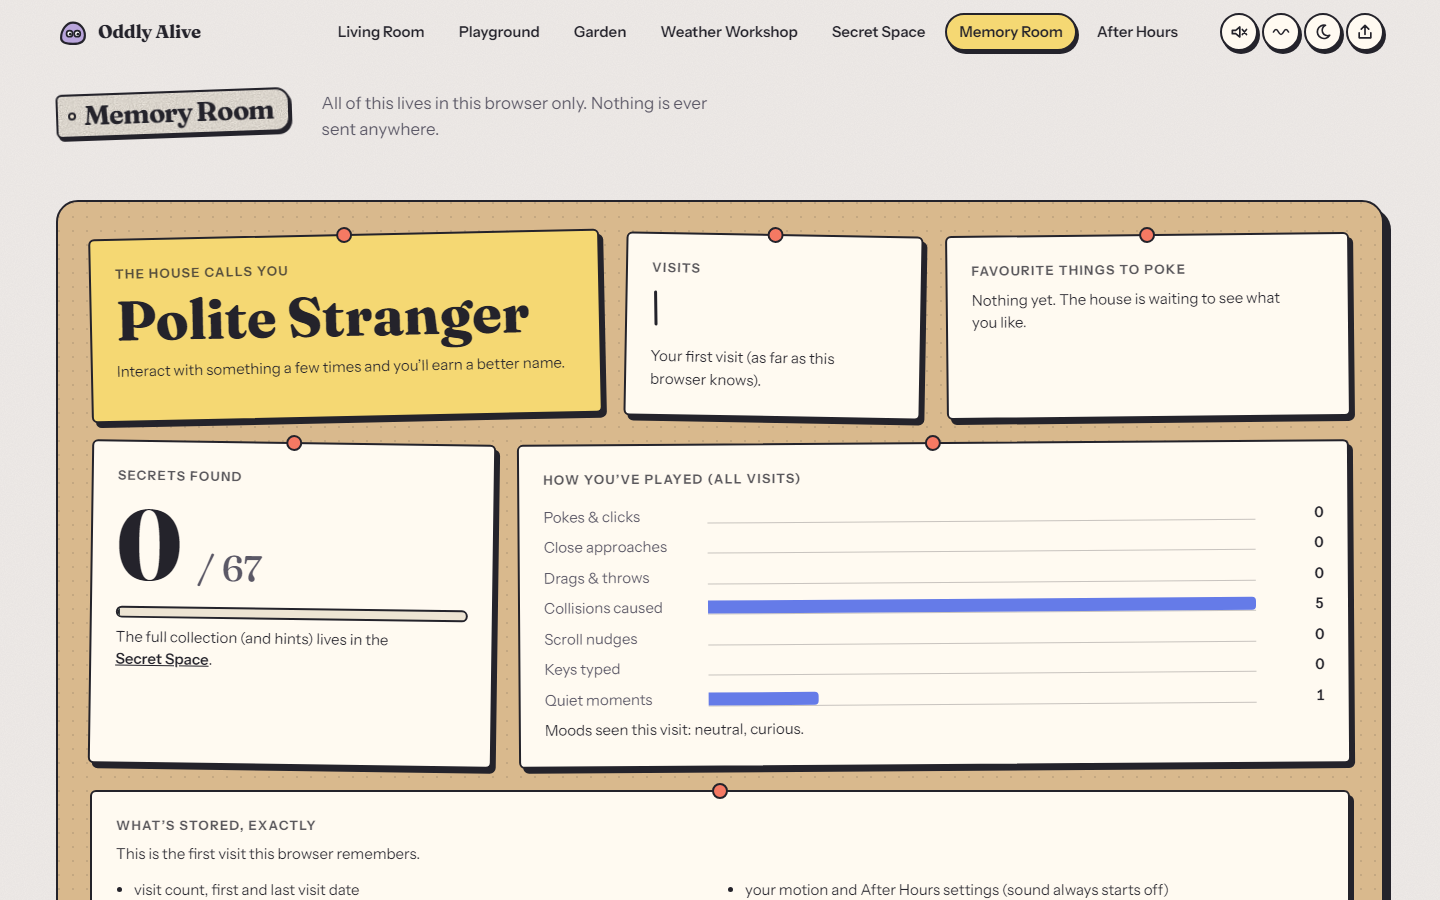 Oddly Alive
Living Room
Playground
Garden
Weather Workshop
Secret Space
Memory Room
After Hours
Memory Room
All of this lives in this browser only. Nothing is ever
sent anywhere.
THE HOUSE CALLS YOU
Polite Stranger
Interact with something a few times and you’ll earn a better name.
VISITS
|
Your first visit (as far as this
browser knows).
FAVOURITE THINGS TO POKE
Nothing yet. The house is waiting to see what
you like.
SECRETS FOUND
0 / 67
The full collection (and hints) lives in the
Secret Space.
HOW YOU’VE PLAYED (ALL VISITS)
Pokes & clicks 0
Close approaches 0
Drags & throws 0
Collisions caused 5
Scroll nudges 0
Keys typed 0
Quiet moments 1
Moods seen this visit: neutral, curious.
WHAT’S STORED, EXACTLY
This is the first visit this browser remembers.
• visit count, first and last visit date
• your motion and After Hours settings (sound always starts off)